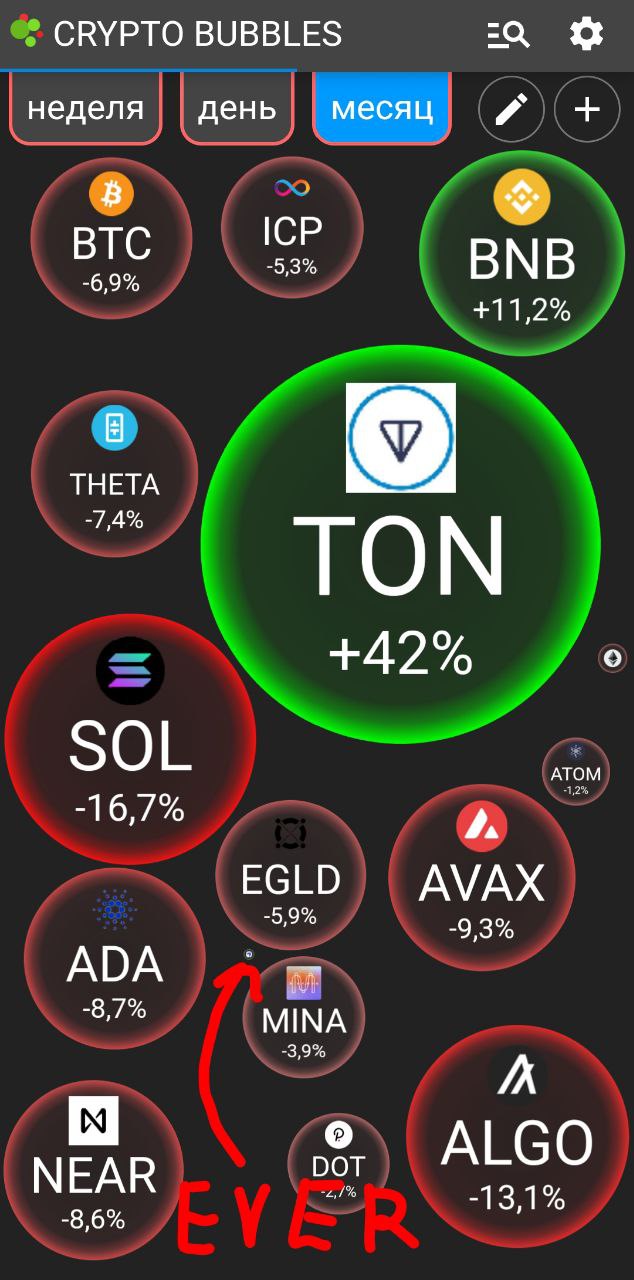 CRYPTO BUBBLES
неделя день месяц
BTC
-6,9%
ICP
-5,3%
BNB
+11,2%
THETA
-7,4%
TON
+42%
SOL
-16,7%
ATOM
-1,2%
EGLD
-5,9%
AVAX
-9,3%
ADA
-8,7%
MINA
-3,9%
NEAR
-8,6%
DOT
-2,7%
ALGO
-13,1%
EVER